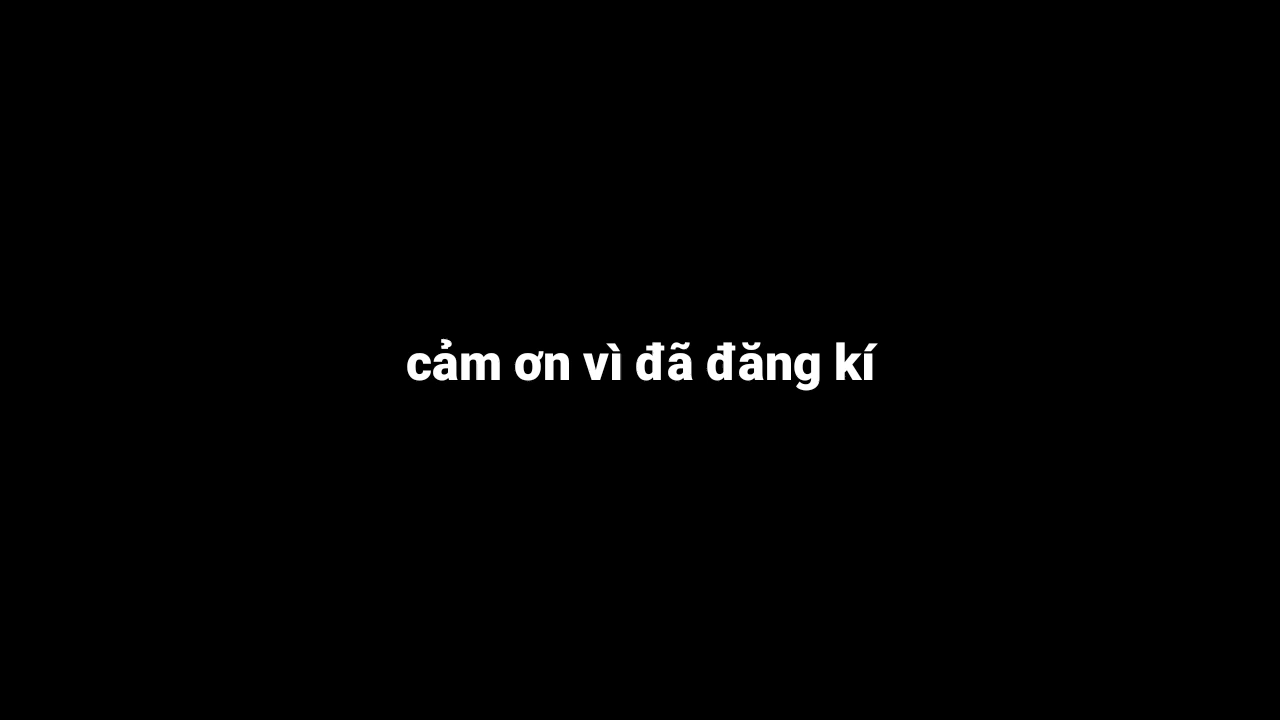 cảm ơn vì đã đăng kí